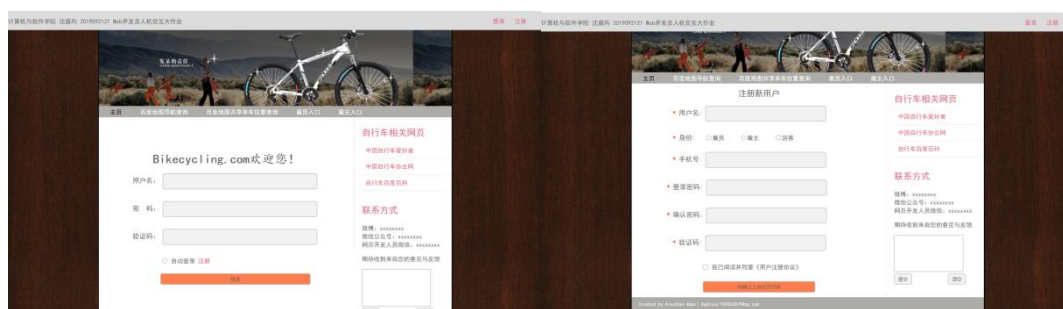 计算机与软件学院 沈晨玙 2019092121 Web开发及人机交互大作业
登录 注册
主页 百度地图导航查询 百度地图共享单车位置查询 雇员入口 雇主入口
Bikecycling.com欢迎您!
用户名:
密 码:
验证码:
自动登录 注册
登录
自行车相关网页
中国自行车爱好者
中国自行车协会网
自行车百度百科
联系方式
微博: xxxxxxxx
微信公众号: xxxxxxxx
网页开发人员微信: xxxxxxxx
期待收到来自您的意见与反馈
计算机与软件学院 2019092121 Web开发及人机交互大作业
登录 注册
主页 百度地图导航查询 百度地图共享单车位置查询 雇员入口 雇主入口
注册新用户
* 用户名:
* 身份: 雇员 雇主 游客
* 手机号:
* 登录密码:
* 确认密码:
* 验证码:
我已阅读并同意《用户注册协议》
自行车相关网页
中国自行车爱好者
中国自行车协会网
自行车百度百科
联系方式
微博: xxxxxxxx
微信公众号: xxxxxxxx
网页开发人员微信: xxxxxxxx
期待收到来自您的意见与反馈
提交 清空